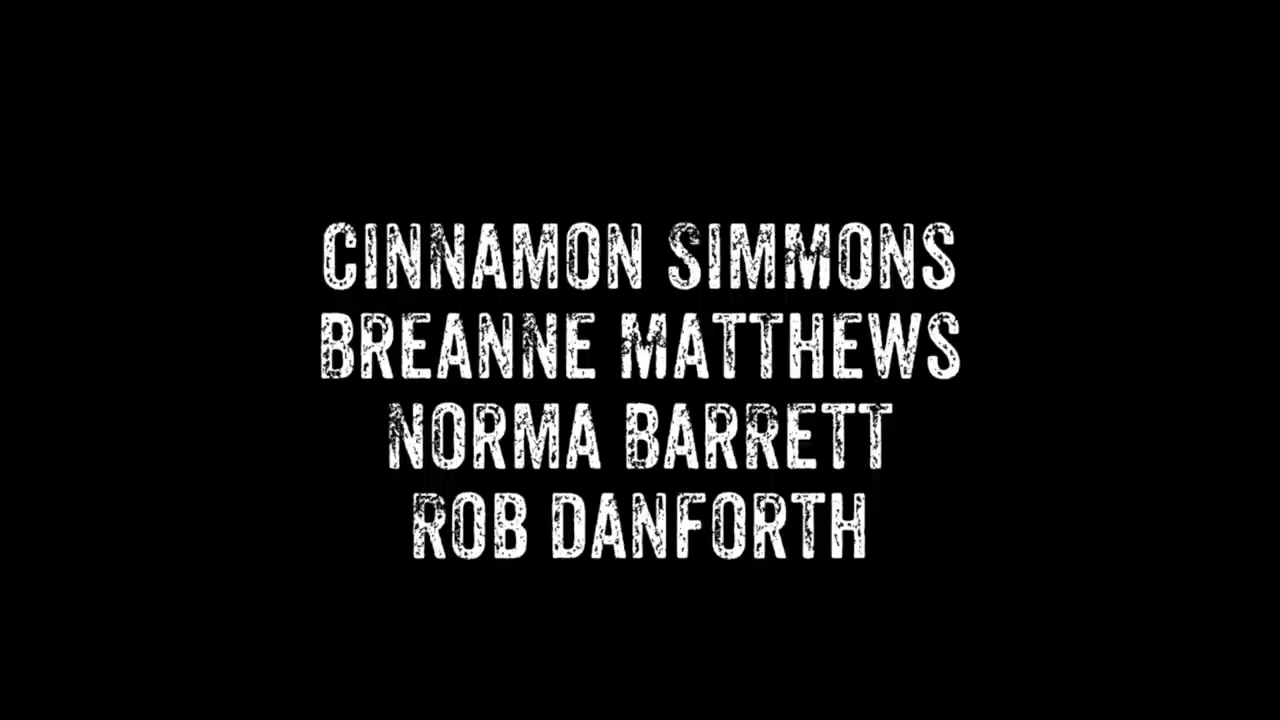 CINNAMON SIMMONS
BREANNE MATTHEWS
NORMA BARRETT
ROB DANFORTH